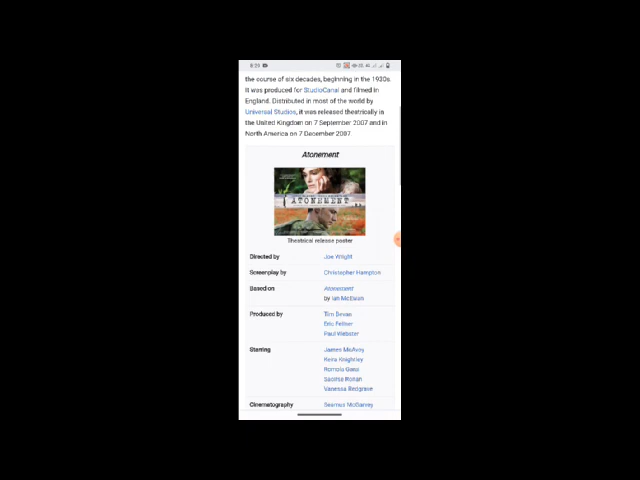 8:23
the course of six decades, beginning in the 1930s.
It was produced for StudioCanal and filmed in
England. Distributed in most of the world by
Universal Studios, it was released theatrically in
the United Kingdom on 7 September 2007 and in
North America on 7 December 2007.
Atonement
ATONEMENT
Theatrical release poster
Directed by Joe Wright
Screenplay by Christopher Hampton
Based on Atonement
by Ian McEwan
Produced by Tim Bevan
Eric Fellner
Paul Webster
Starring James McAvoy
Keira Knightley
Romola Garai
Saoirse Ronan
Vanessa Redgrave
Cinematography Seamus McGarvey